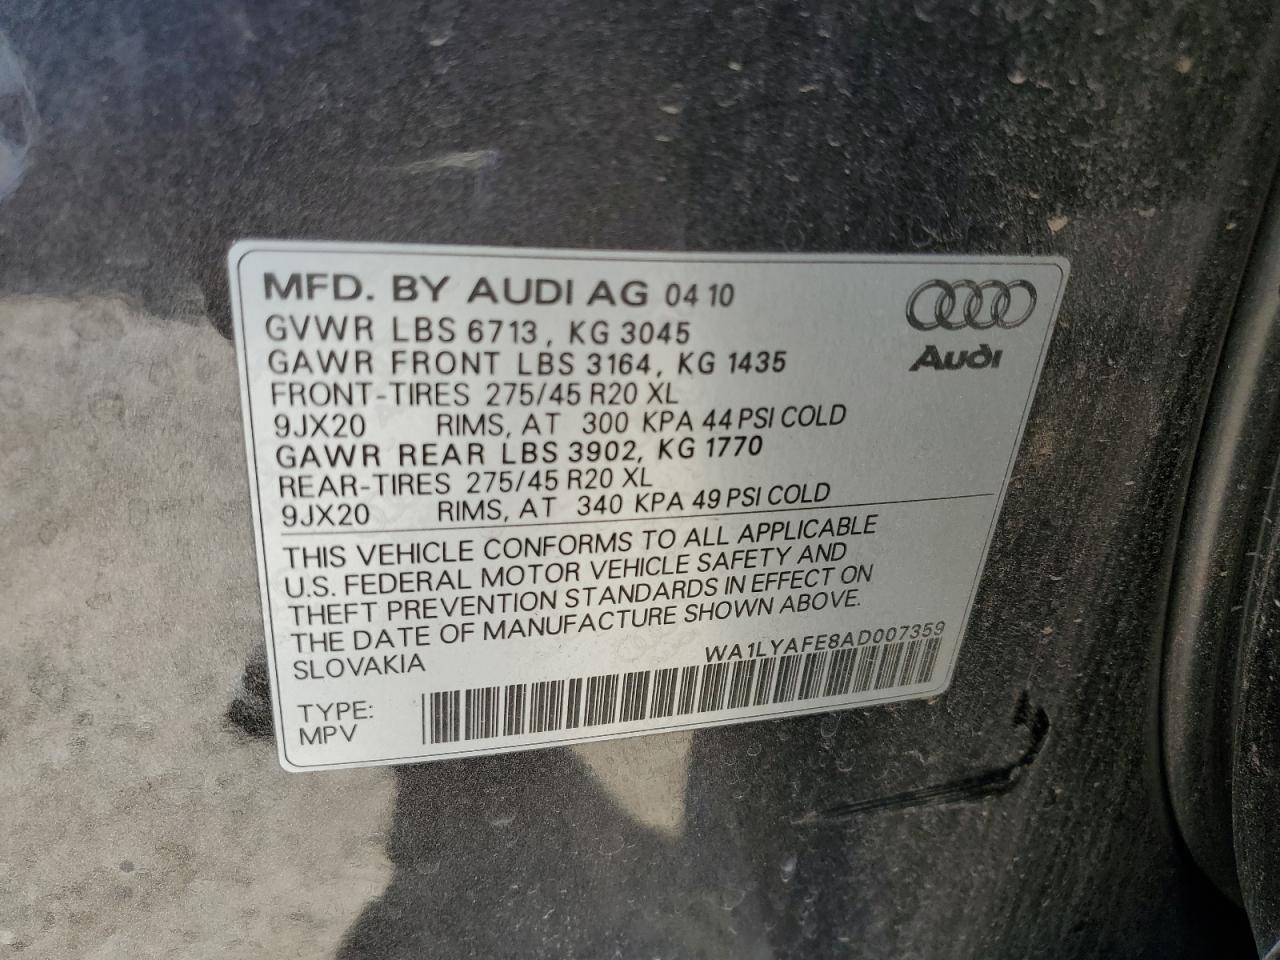 MFD. BY AUDI AG 04 10
GVWR LBS 6713, KG 3045
GAWR FRONT LBS 3164, KG 1435
FRONT-TIRES 275/45 R20 XL
9JX20 RIMS, AT 300 KPA 44 PSI COLD
GAWR REAR LBS 3902, KG 1770
REAR-TIRES 275/45 R20 XL
9JX20 RIMS, AT 340 KPA 49 PSI COLD
Audi
THIS VEHICLE CONFORMS TO ALL APPLICABLE
U.S. FEDERAL MOTOR VEHICLE SAFETY AND
THEFT PREVENTION STANDARDS IN EFFECT ON
THE DATE OF MANUFACTURE SHOWN ABOVE.
SLOVAKIA
WA1LYAFE8AD007359
TYPE:
MPV